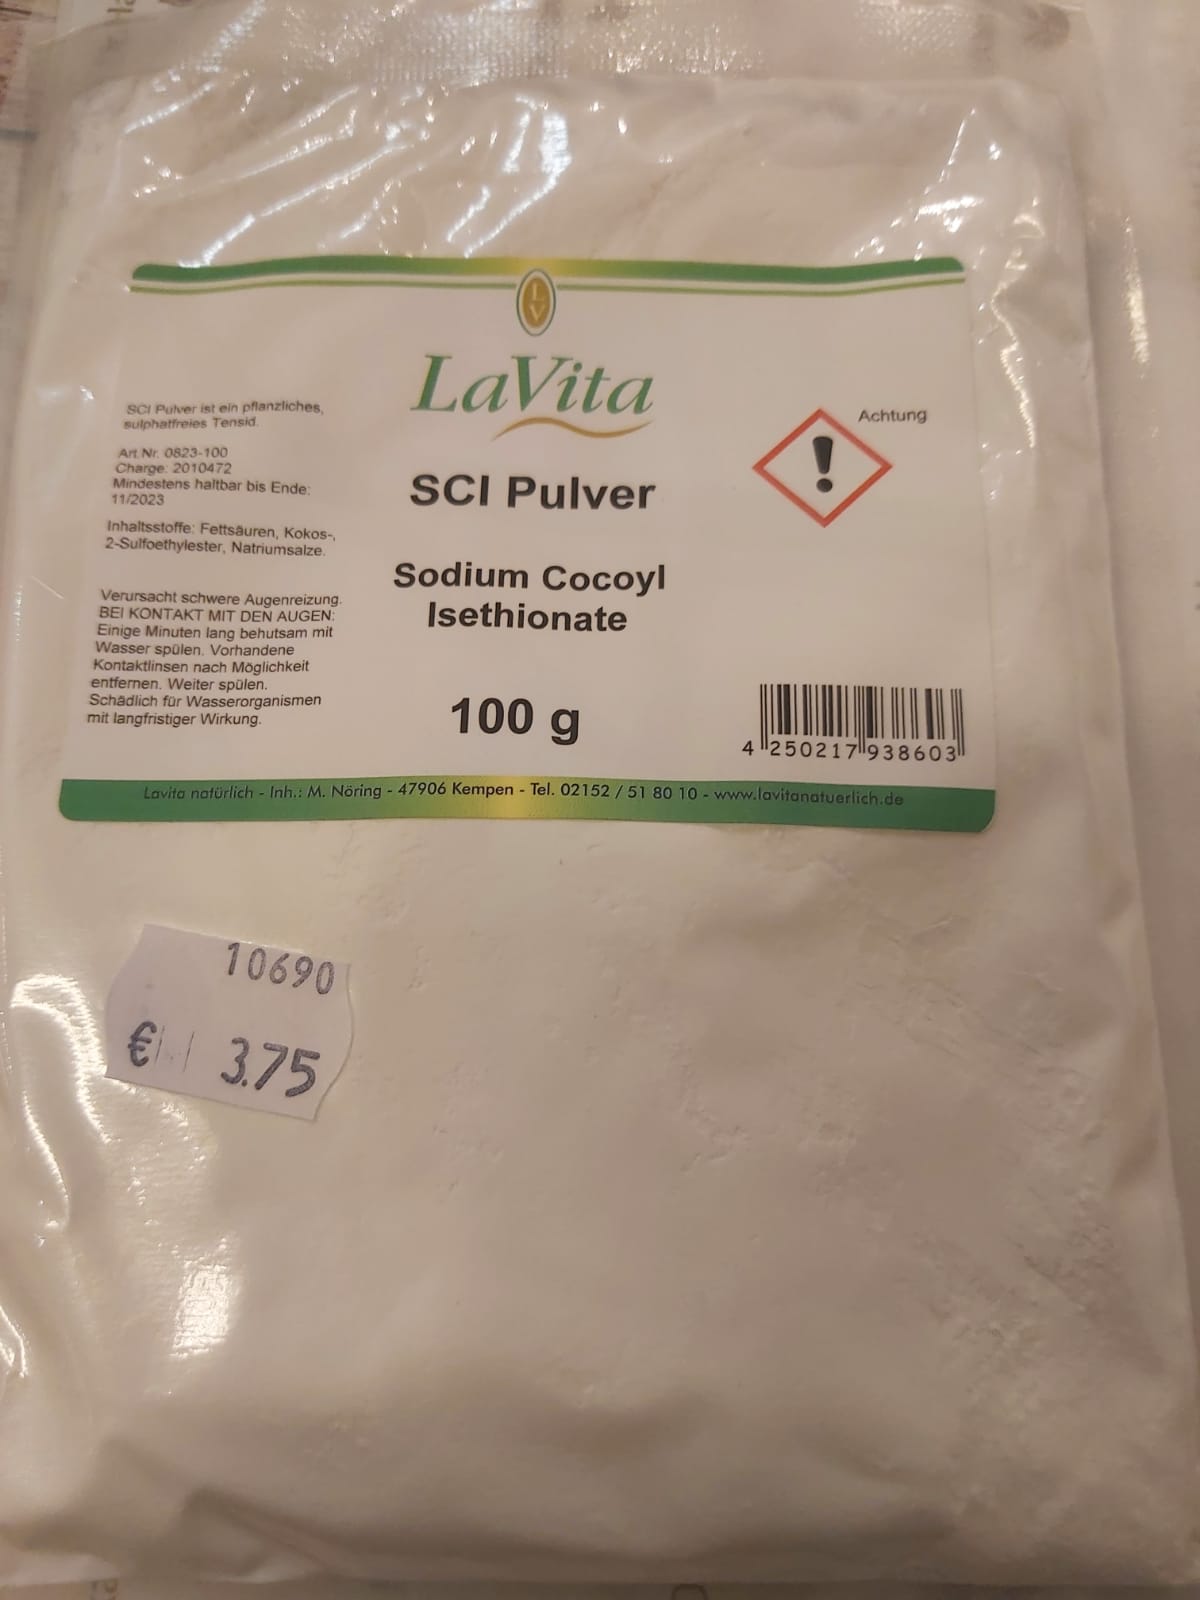 L
V
LaVita
SCI Pulver ist ein pflanzliches,
sulphatfreies Tensid.
Art.Nr. 0823-100
Charge: 2010472
Mindestens haltbar bis Ende:
11/2023
Inhaltsstoffe: Fettsäuren, Kokos-,
2-Sulfoethylester, Natriumsalze.
Verursacht schwere Augenreizung.
BEI KONTAKT MIT DEN AUGEN:
Einige Minuten lang behutsam mit
Wasser spülen. Vorhandene
Kontaktlinsen nach Möglichkeit
entfernen. Weiter spülen.
Schädlich für Wasserorganismen
mit langfristiger Wirkung.
SCI Pulver
Sodium Cocoyl
Isethionate
100 g
Achtung
4 250217 938603
Lavita natürlich - Inh.: M. Nöring - 47906 Kempen - Tel. 02152 / 51 80 10 - www.lavitanatuerlich.de
10690
€ 3.75